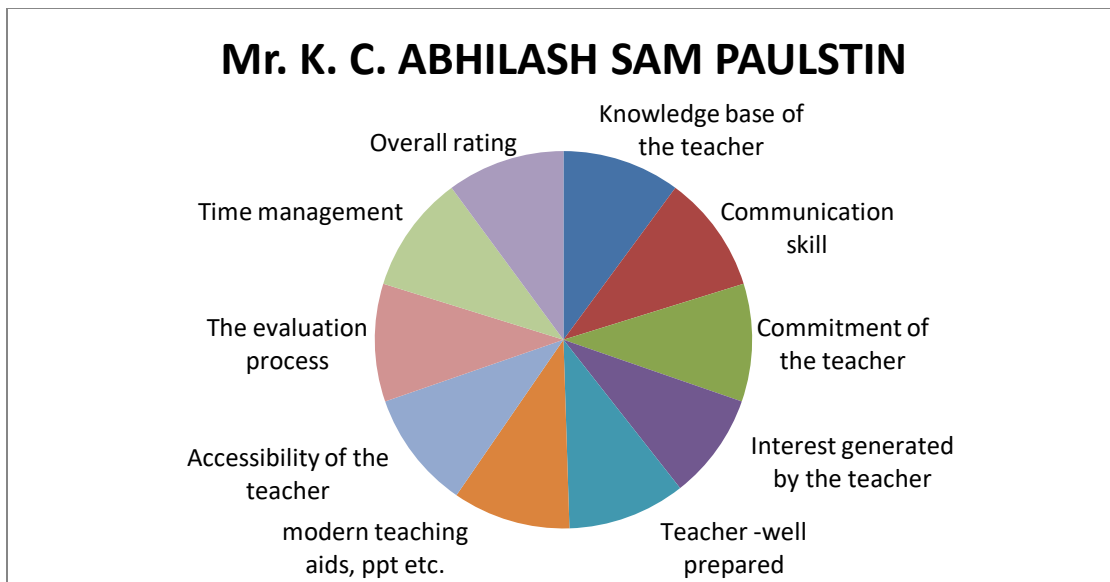 Mr. K. C. ABHILASH SAM PAULSTIN
Knowledge base of
the teacher
Communication
skill
Commitment of
the teacher
Interest generated
by the teacher
Teacher -well
prepared
modern teaching
aids, ppt etc.
Accessibility of the
teacher
The evaluation
process
Time management
Overall rating